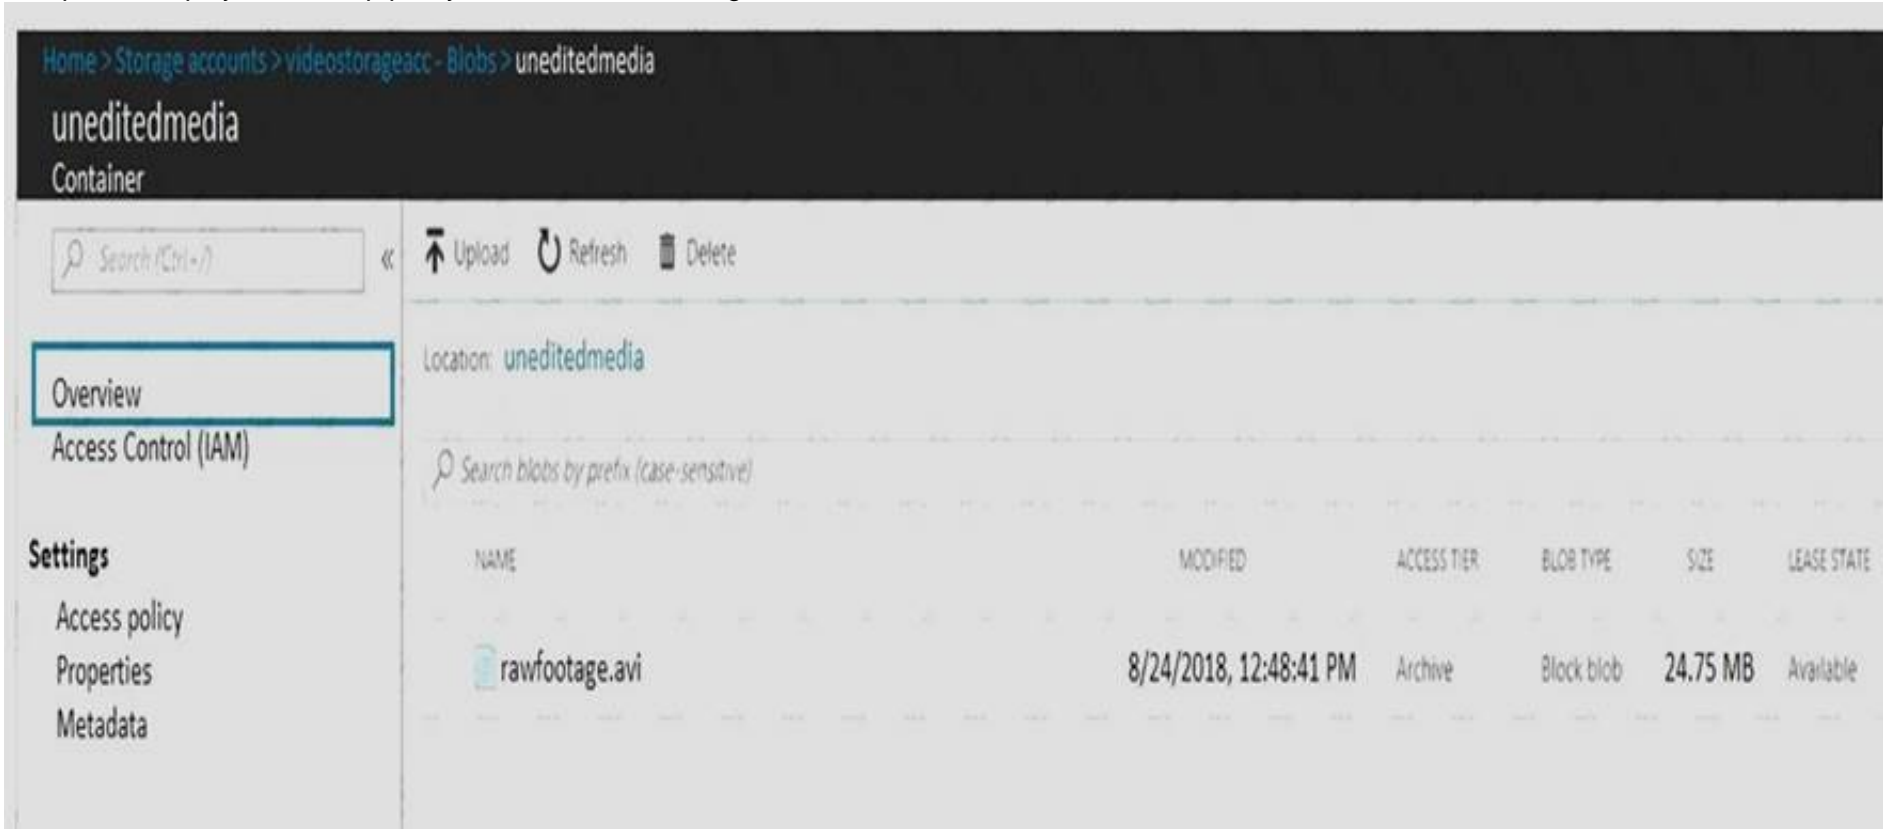 Home > Storage accounts > videostorageacc - Blobs > uneditedmedia
uneditedmedia
Container
Search (Ctrl+/)
«
Upload Refresh Delete
Location: uneditedmedia
Overview
Access Control (IAM)
Search blobs by prefix (case-sensitive)
Settings
NAME MODIFIED ACCESS TIER BLOB TYPE SIZE LEASE STATE
Access policy
Properties
rawfootage.avi 8/24/2018, 12:48:41 PM Archive Block blob 24.75 MB Available
Metadata